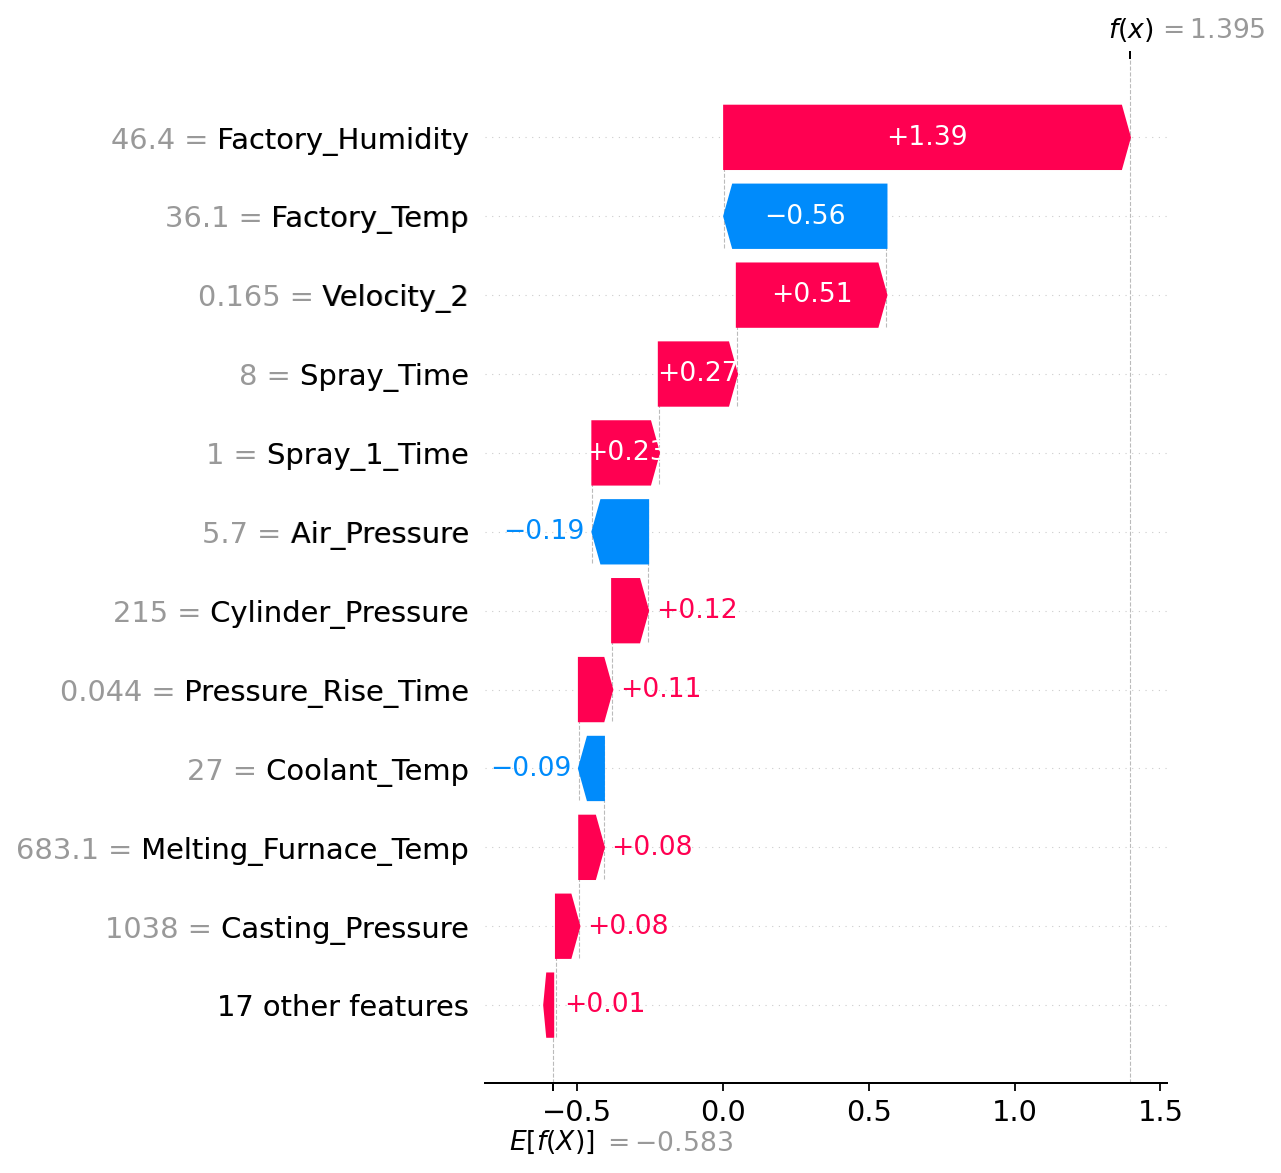 f(x) = 1.395
46.4 = Factory_Humidity +1.39
36.1 = Factory_Temp −0.56
0.165 = Velocity_2 +0.51
8 = Spray_Time +0.27
1 = Spray_1_Time +0.23
5.7 = Air_Pressure −0.19
215 = Cylinder_Pressure +0.12
0.044 = Pressure_Rise_Time +0.11
27 = Coolant_Temp −0.09
683.1 = Melting_Furnace_Temp +0.08
1038 = Casting_Pressure +0.08
17 other features +0.01
−0.5 0.0 0.5 1.0 1.5
E[f(X)] = −0.583